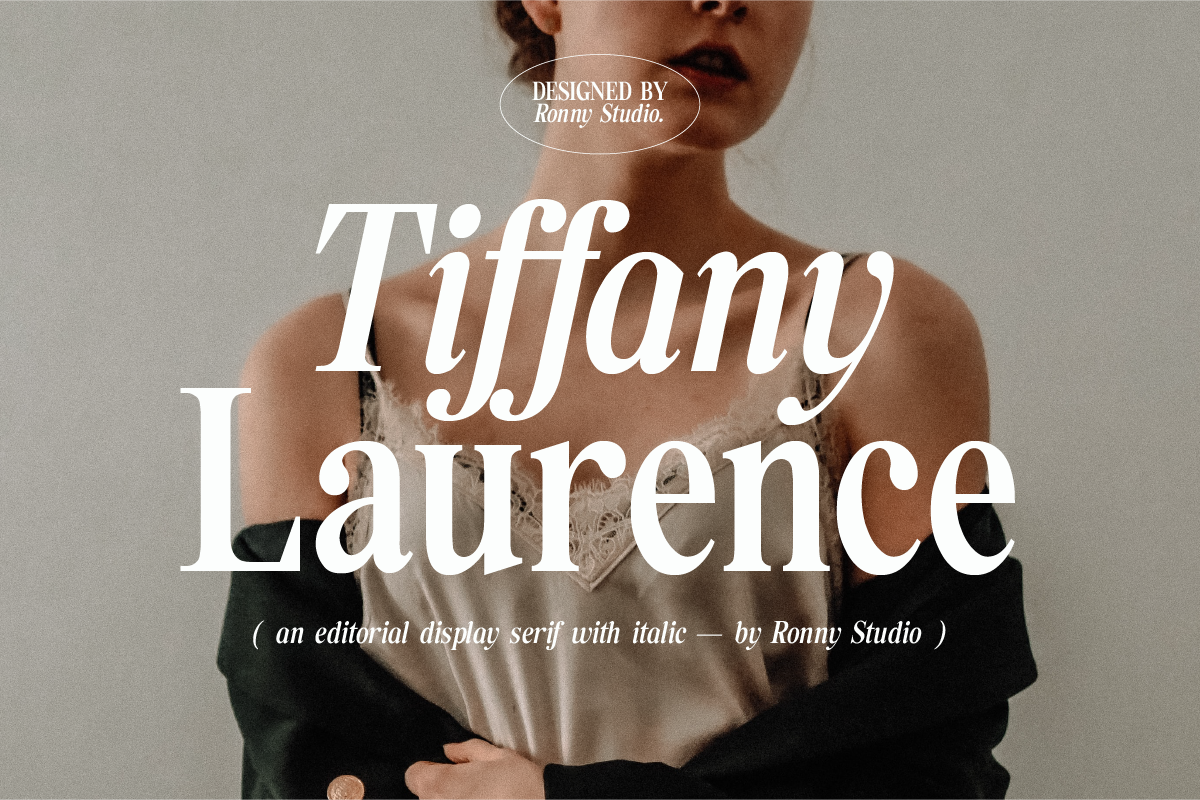 DESIGNED BY
Ronny Studio.
Tiffany
Laurence
( an editorial display serif with italic — by Ronny Studio )